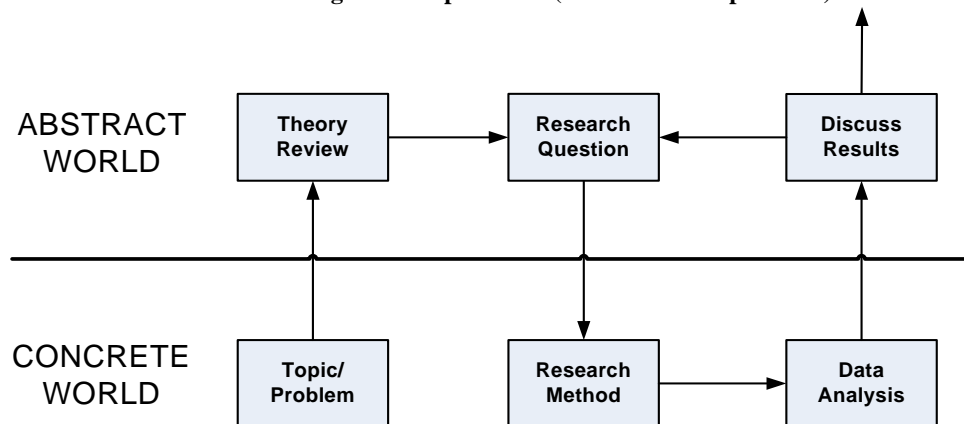 ABSTRACT
WORLD
Theory
Review
Research
Question
Discuss
Results
CONCRETE
WORLD
Topic/
Problem
Research
Method
Data
Analysis